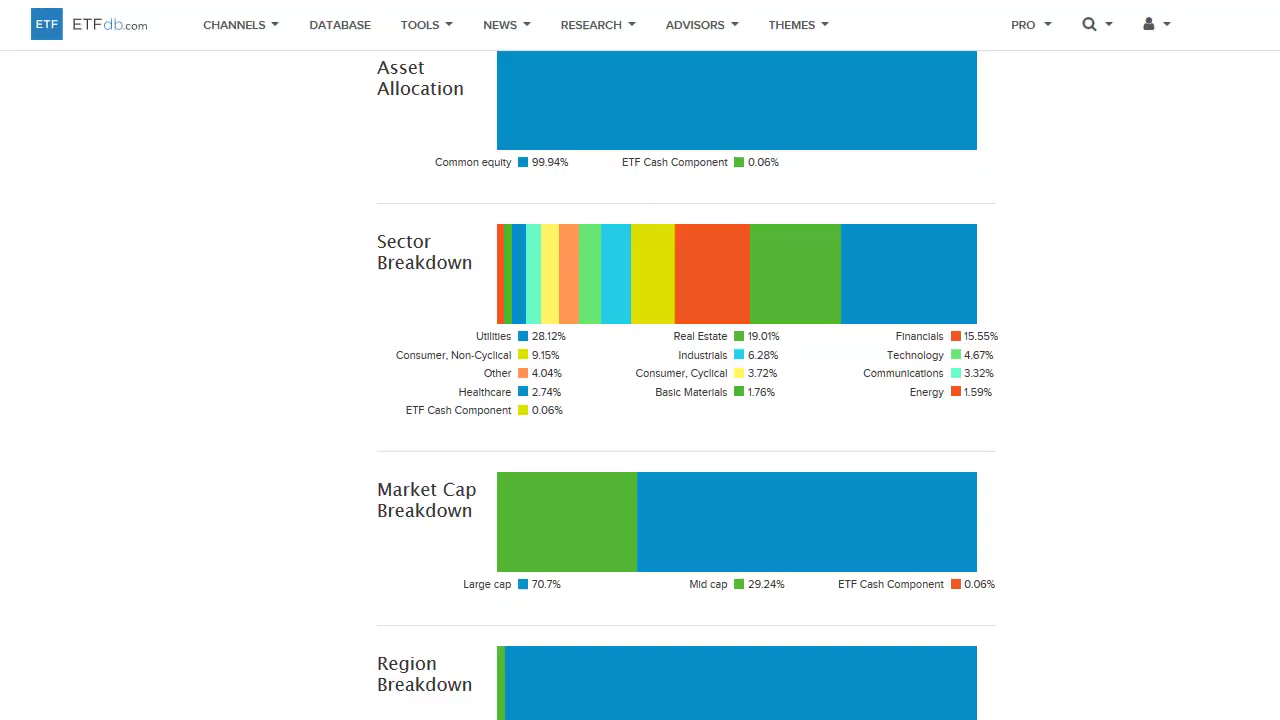 ETF ETFdb.com CHANNELS DATABASE TOOLS NEWS RESEARCH ADVISORS THEMES PRO
Asset
Allocation
Common equity 99.94% ETF Cash Component 0.06%
Sector
Breakdown
Utilities 28.12% Real Estate 19.01% Financials 15.55%
Consumer, Non-Cyclical 9.15% Industrials 6.28% Technology 4.67%
Other 4.04% Consumer, Cyclical 3.72% Communications 3.32%
Healthcare 2.74% Basic Materials 1.76% Energy 1.59%
ETF Cash Component 0.06%
Market Cap
Breakdown
Large cap 70.7% Mid cap 29.24% ETF Cash Component 0.06%
Region
Breakdown